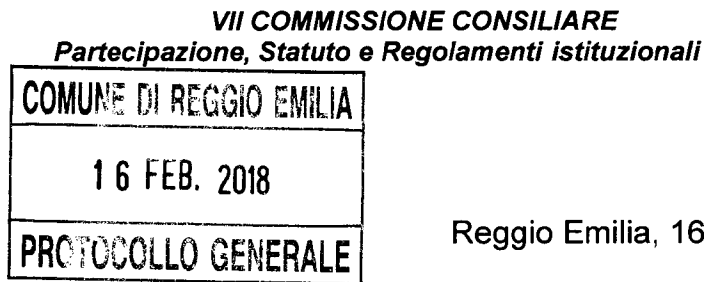 VII COMMISSIONE CONSILIARE
Partecipazione, Statuto e Regolamenti istituzionali
COMUNE DI REGGIO EMILIA
16 FEB. 2018
PROTOCOLLO GENERALE
Reggio Emilia, 16